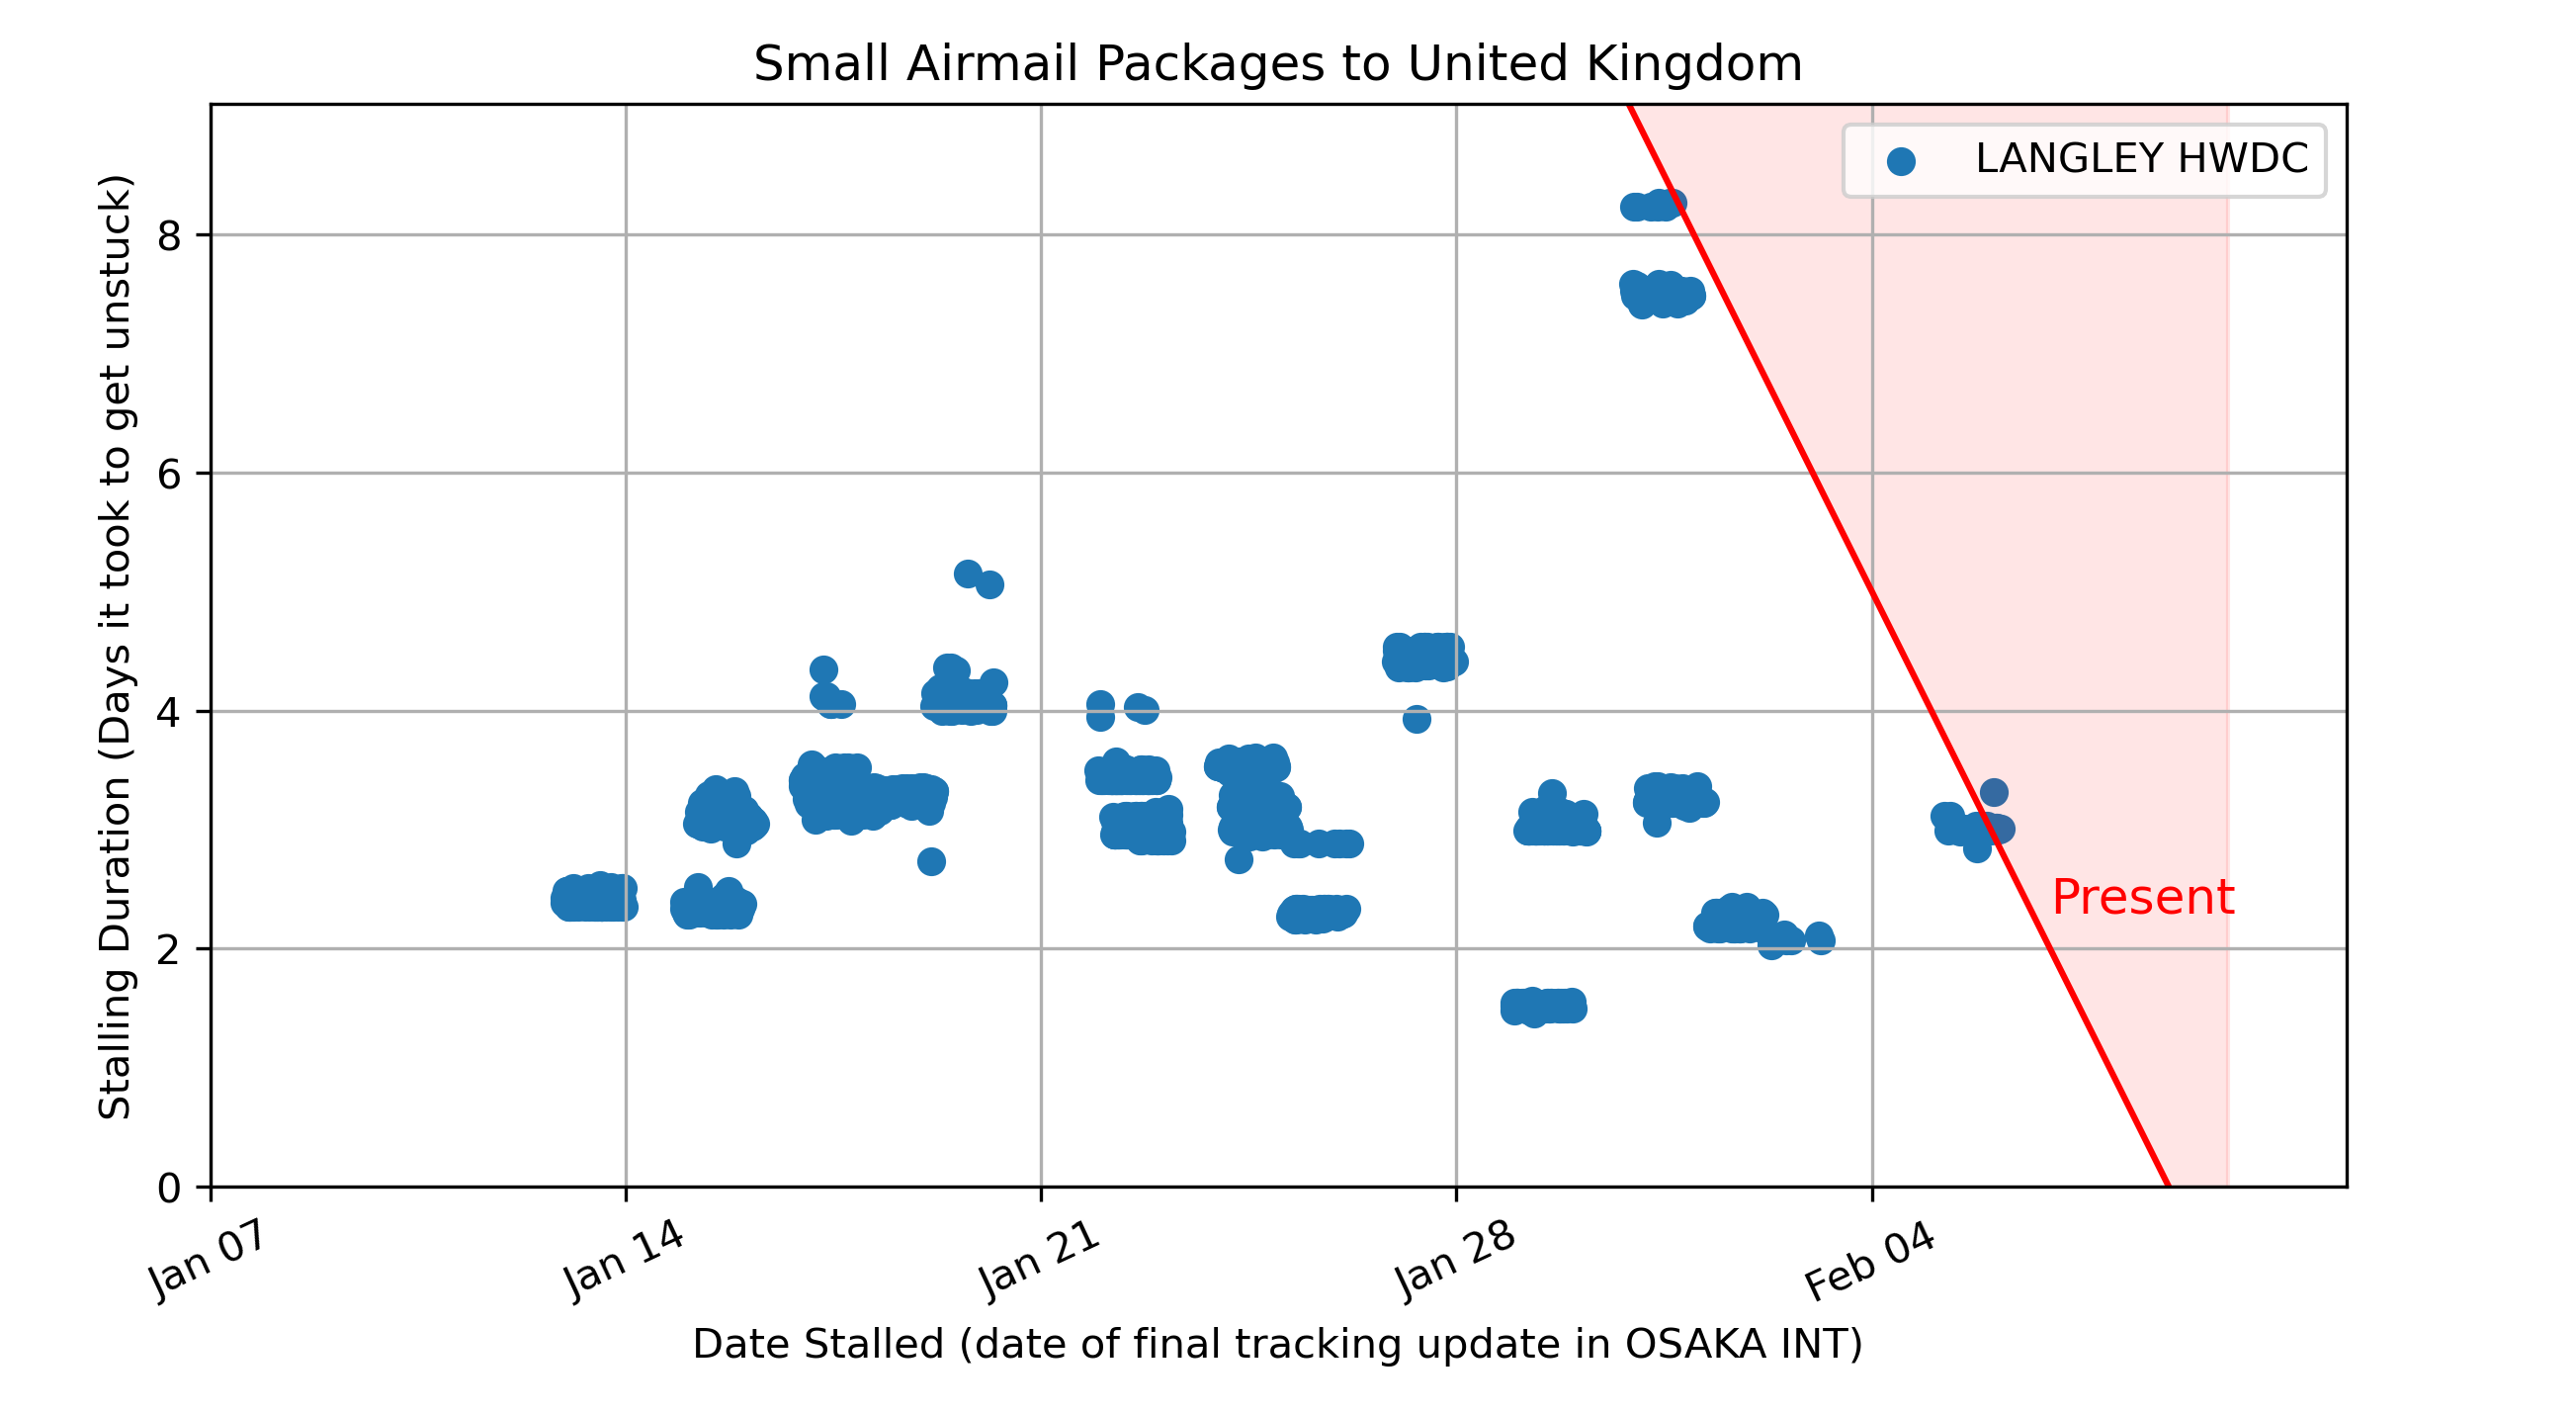 Small Airmail Packages to United Kingdom
LANGLEY HWDC
Stalling Duration (Days it took to get unstuck)
8
6
4
2
0
Present
Jan 07
Jan 14
Jan 21
Jan 28
Feb 04
Date Stalled (date of final tracking update in OSAKA INT)